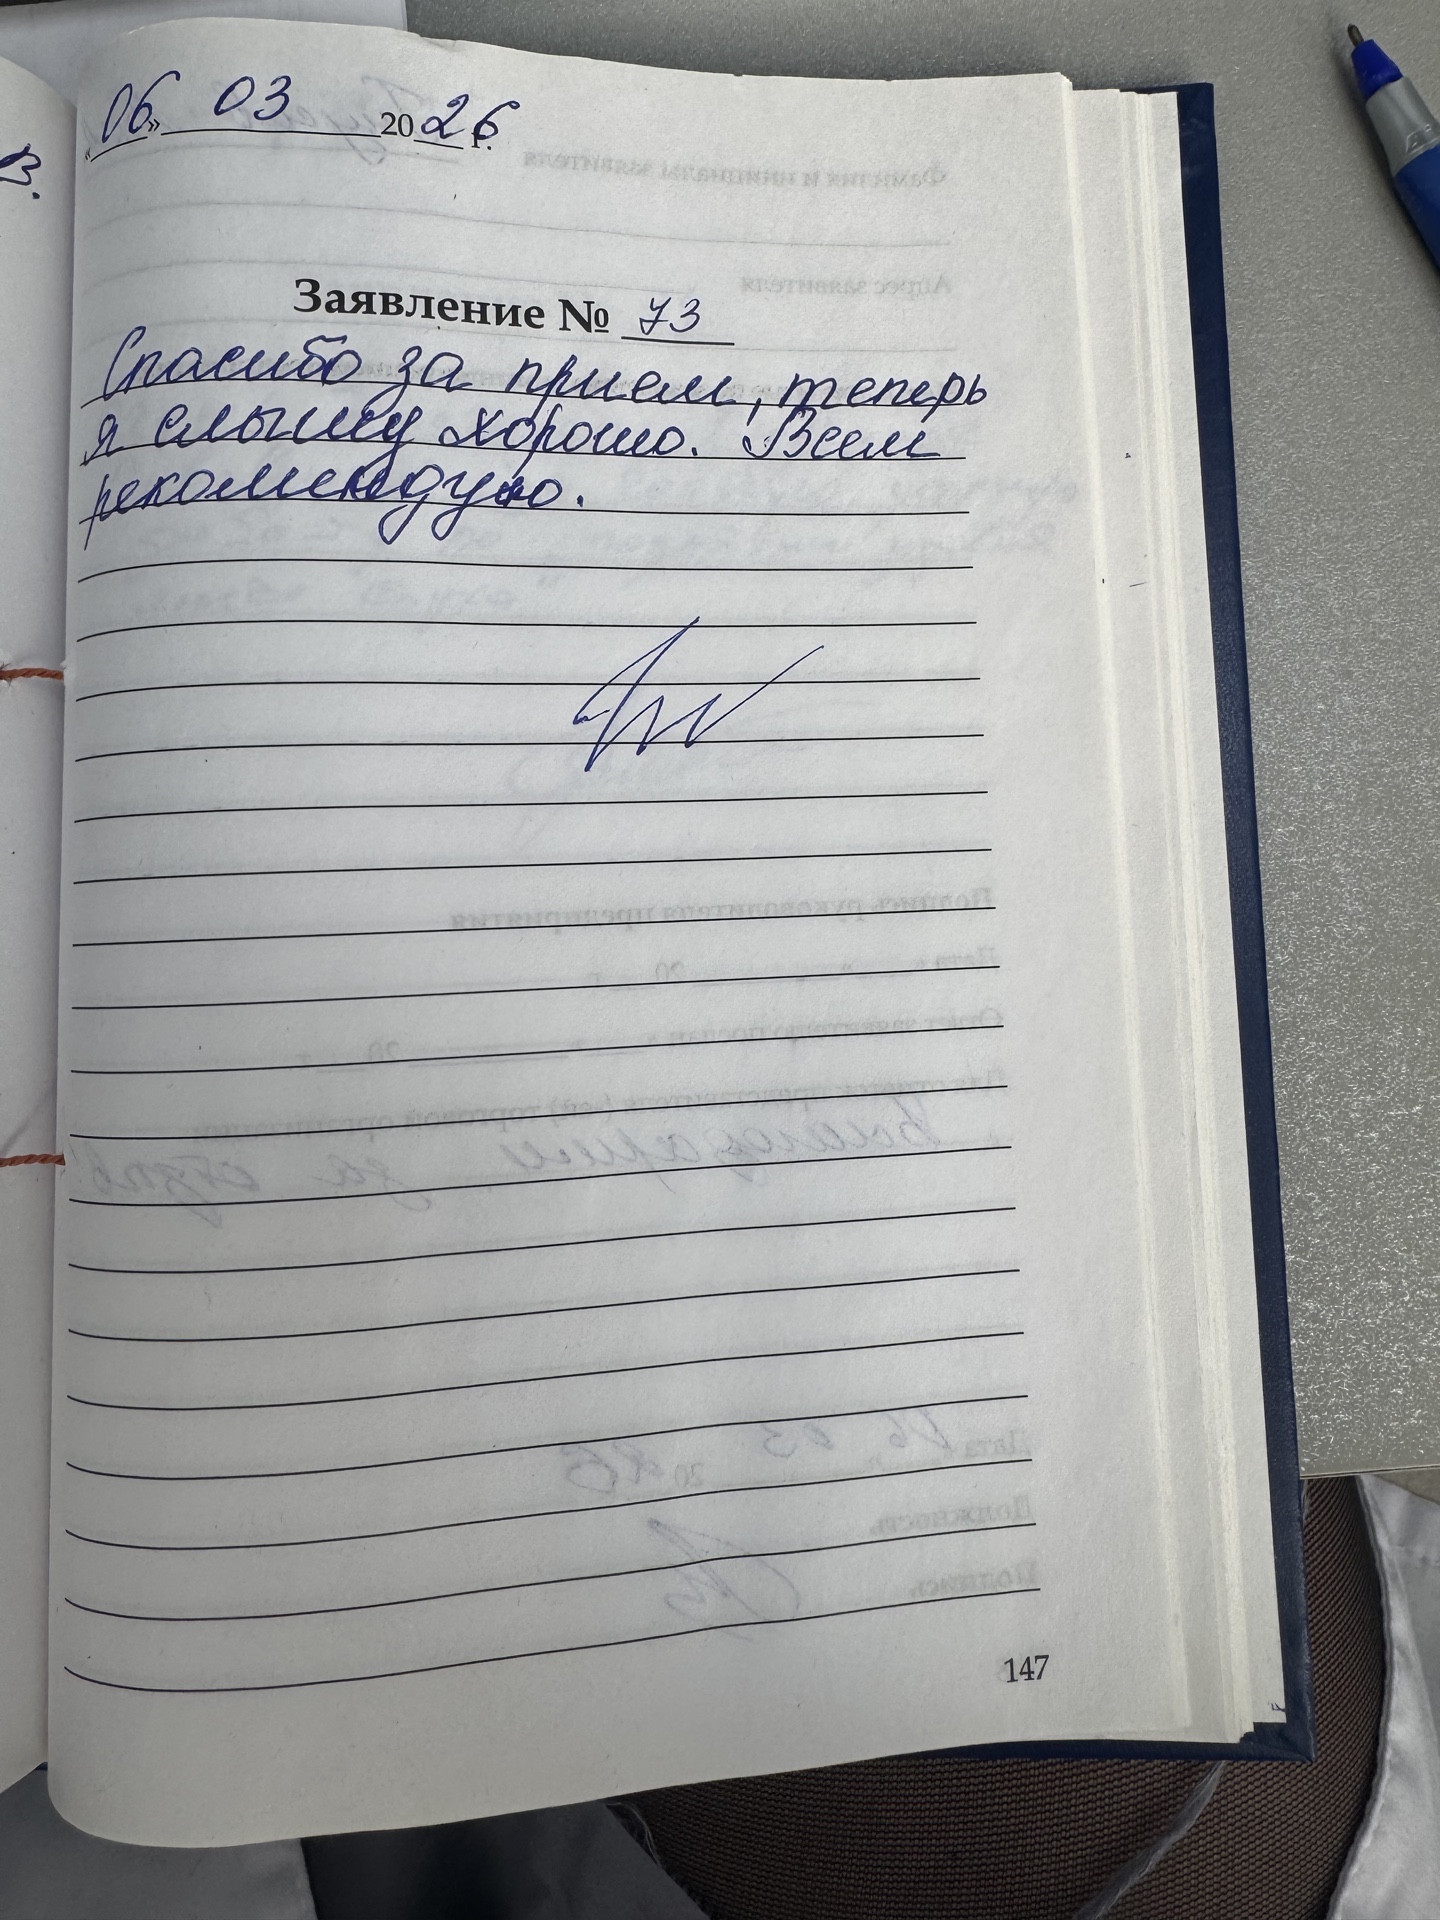 «06» 03 2026 г.
Заявление № 73
Спасибо за прием, теперь
я слышу хорошо. Всем
рекомендую.
147